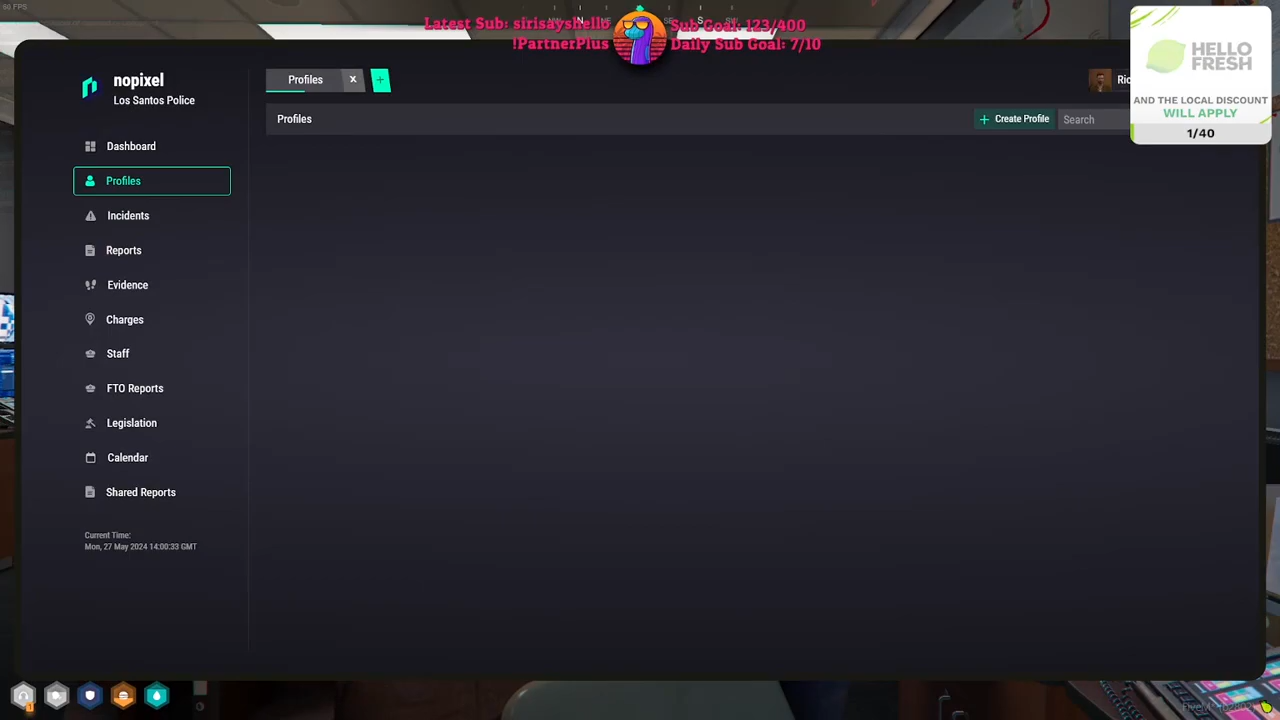 Latest Sub: sirisayshello
!PartnerPlus
Sub Goal: 123/400
Daily Sub Goal: 7/10
HELLO
FRESH
AND THE LOCAL DISCOUNT
WILL APPLY
1/40
nopixel
Los Santos Police
Profiles x +
Profiles
+ Create Profile
Search
Dashboard
Profiles
Incidents
Reports
Evidence
Charges
Staff
FTO Reports
Legislation
Calendar
Shared Reports
Current Time:
Mon, 27 May 2024 14:00:33 GMT